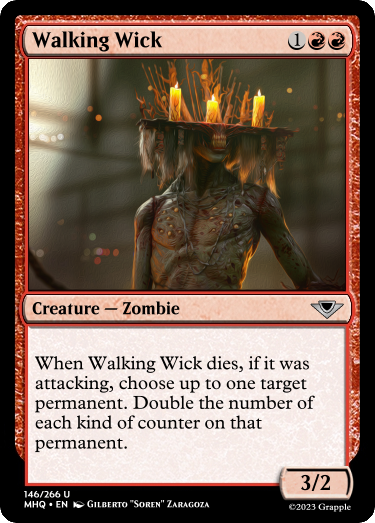 Walking Wick 1
Creature — Zombie
When Walking Wick dies, if it was
attacking, choose up to one target
permanent. Double the number of
each kind of counter on that
permanent.
3/2
146/266 U
MHQ • EN Gilberto "Soren" Zaragoza
©2023 Grapple